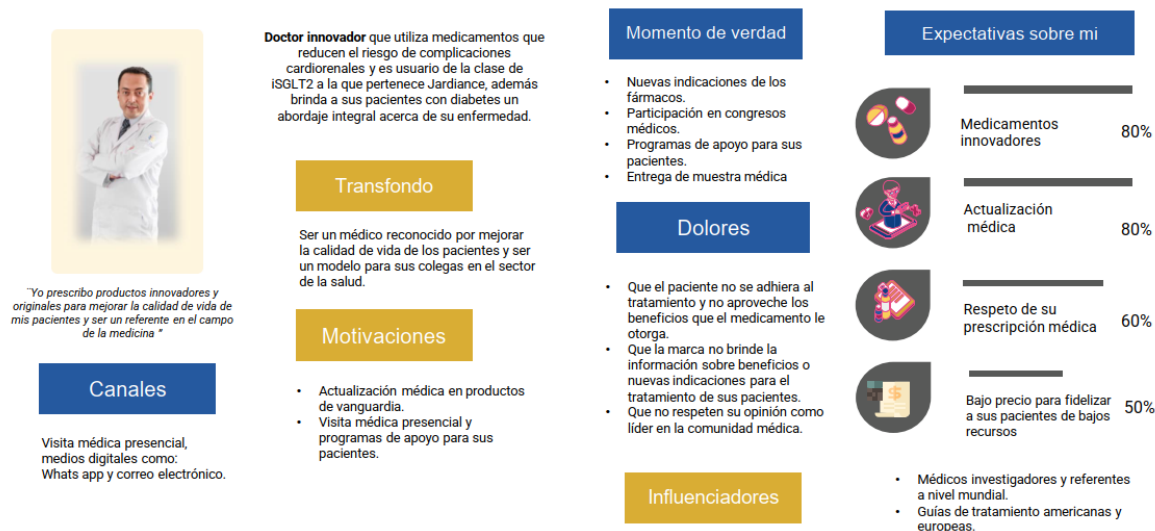 ¨Yo prescribo productos innovadores y
originales para mejorar la calidad de vida de
mis pacientes y ser un referente en el campo
de la medicina "
Canales
Visita médica presencial,
medios digitales como:
Whats app y correo electrónico.
Doctor innovador que utiliza medicamentos que
reducen el riesgo de complicaciones
cardiorenales y es usuario de la clase de
iSGLT2 a la que pertenece Jardiance, además
brinda a sus pacientes con diabetes un
abordaje integral acerca de su enfermedad.
Transfondo
Ser un médico reconocido por mejorar
la calidad de vida de los pacientes y ser
un modelo para sus colegas en el sector
de la salud.
Motivaciones
• Actualización médica en productos
de vanguardia.
• Visita médica presencial y
programas de apoyo para sus
pacientes.
Momento de verdad
• Nuevas indicaciones de los
fármacos.
• Participación en congresos
médicos.
• Programas de apoyo para sus
pacientes.
• Entrega de muestra médica
Dolores
• Que el paciente no se adhiera al
tratamiento y no aproveche los
beneficios que el medicamento le
otorga.
• Que la marca no brinde la
información sobre beneficios o
nuevas indicaciones para el
tratamiento de sus pacientes.
• Que no respeten su opinión como
líder en la comunidad médica.
Influenciadores
Expectativas sobre mi
Medicamentos
innovadores
80%
Actualización
médica
80%
Respeto de su
prescripción médica
60%
Bajo precio para fidelizar
a sus pacientes de bajos
recursos
50%
• Médicos investigadores y referentes
a nivel mundial.
• Guías de tratamiento americanas y
europeas.